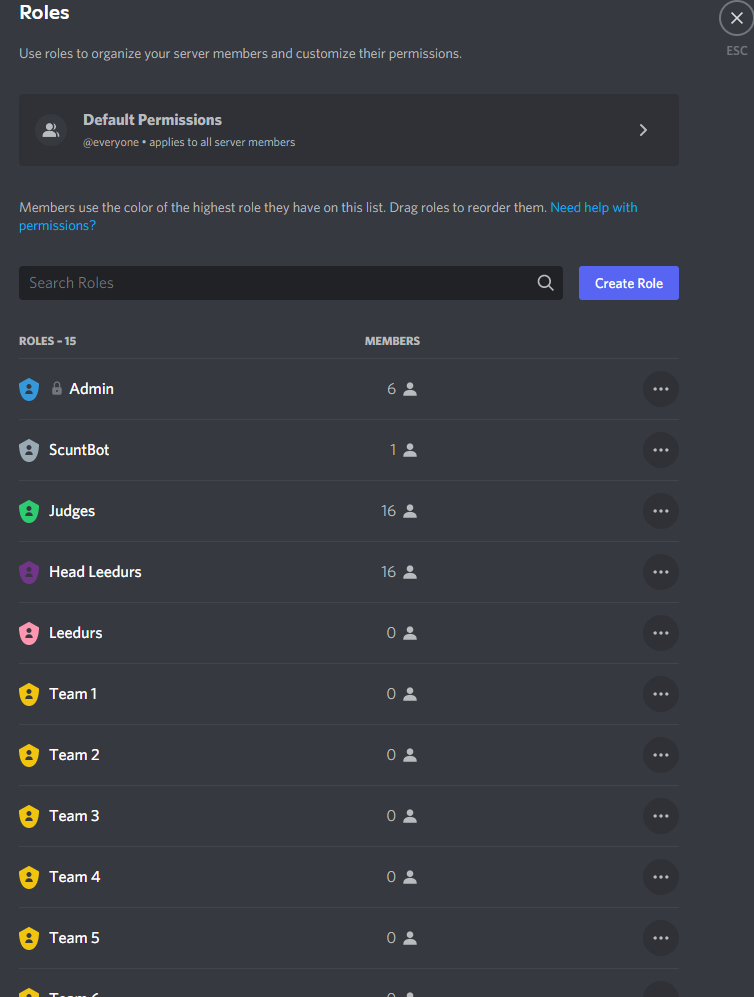 Roles
ESC
Use roles to organize your server members and customize their permissions.
Default Permissions
@everyone • applies to all server members
Members use the color of the highest role they have on this list. Drag roles to reorder them. Need help with
permissions?
Search Roles
Create Role
ROLES – 15 MEMBERS
Admin 6
ScuntBot 1
Judges 16
Head Leedurs 16
Leedurs 0
Team 1 0
Team 2 0
Team 3 0
Team 4 0
Team 5 0
Team 6 0